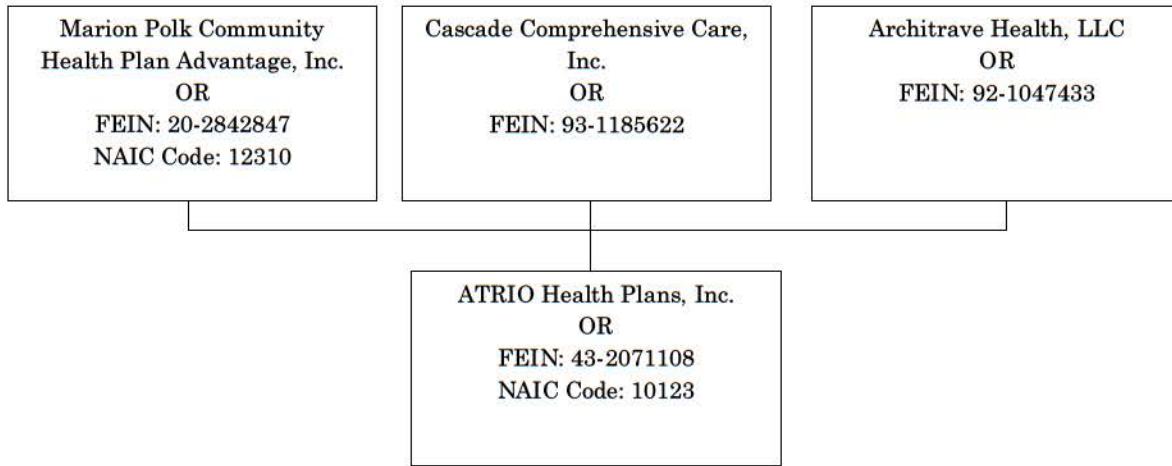 Marion Polk Community
Health Plan Advantage, Inc.
OR
FEIN: 20-2842847
NAIC Code: 12310
Cascade Comprehensive Care,
Inc.
OR
FEIN: 93-1185622
Architrave Health, LLC
OR
FEIN: 92-1047433
ATRIO Health Plans, Inc.
OR
FEIN: 43-2071108
NAIC Code: 10123